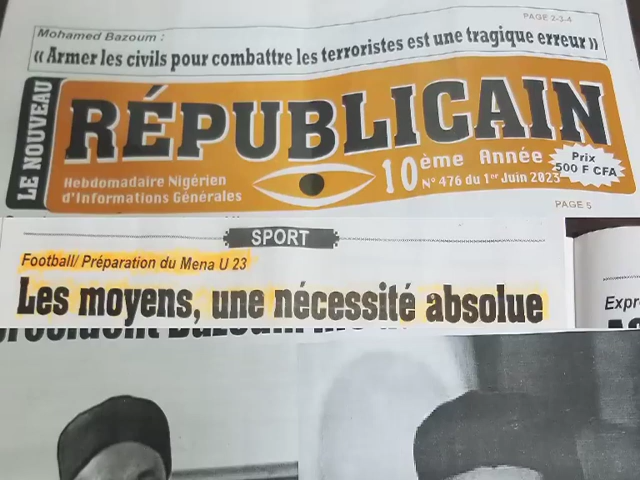 PAGE 2-3-4
Mohamed Bazoum :
« Armer les civils pour combattre les terroristes est une tragique erreur »
LE NOUVEAU
RÉPUBLICAIN
Hebdomadaire Nigérien
d'Informations Générales
10ème Année
N° 476 du 1er Juin 2023
Prix
500 F CFA
PAGE 5
SPORT
Football/ Préparation du Mena U 23
Les moyens, une nécessité absolue
Expr